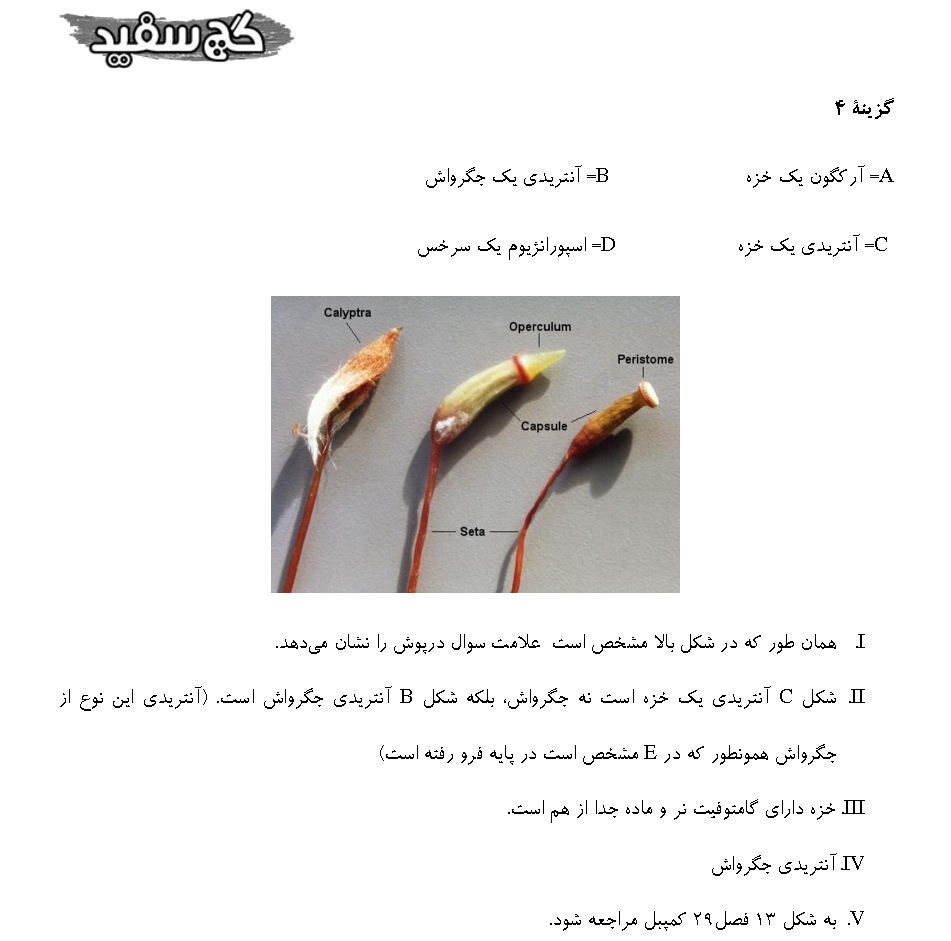 گچ سفید
گزینهٔ ۴
A= آرکگون یک خزه B= آنتریدی یک جگرواش
C= آنتریدی یک خزه D= اسپورانژیوم یک سرخس
Calyptra
Operculum
Peristome
Capsule
Seta
I. همان طور که در شکل بالا مشخص است علامت سوال درپوش را نشان می‌دهد.
II. شکل C آنتریدی یک خزه است نه جگرواش، بلکه شکل B آنتریدی جگرواش است. (آنتریدی این نوع از
جگرواش همونطور که در E مشخص است در پایه فرو رفته است)
III. خزه دارای گامتوفیت نر و ماده جدا از هم است.
IV. آنتریدی جگرواش
V. به شکل ۱۳ فصل۲۹ کمپبل مراجعه شود.